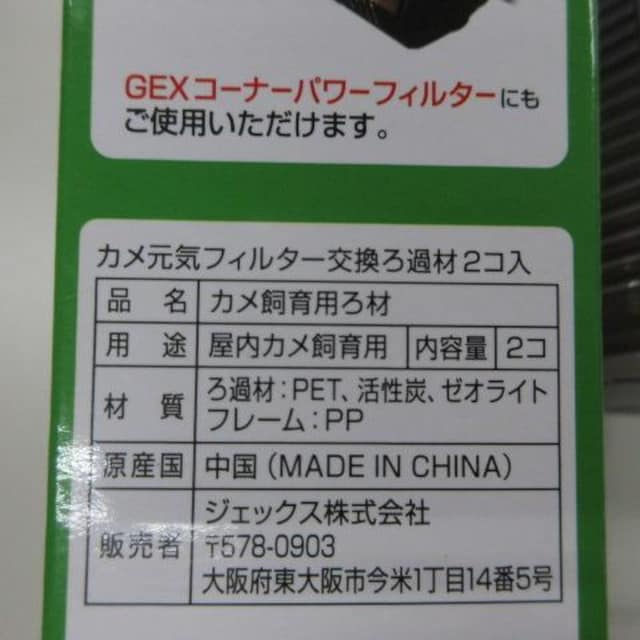 GEXコーナーパワーフィルターにも
ご使用いただけます。
カメ元気フィルター交換ろ過材2コ入
品名 カメ飼育用ろ材
用途 屋内カメ飼育用 内容量 2コ
材質 ろ過材：PET、活性炭、ゼオライト
フレーム：PP
原産国 中国（MADE IN CHINA）
販売者 ジェックス株式会社
〒578-0903
大阪府東大阪市今米1丁目14番5号